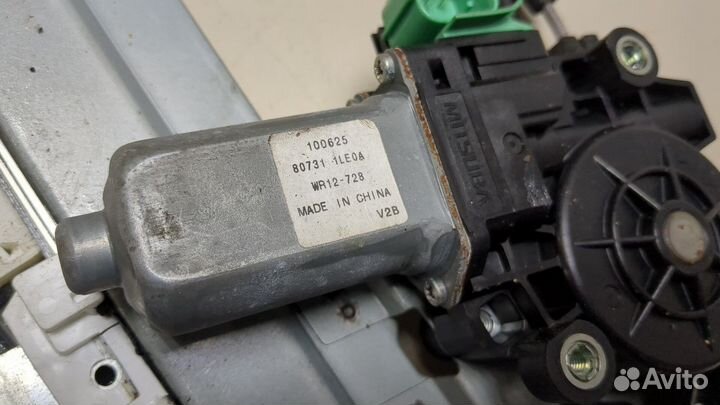 100625
80731 1LE0A
WR12-728
MADE IN CHINA
V2B
MITSUBA
Avito